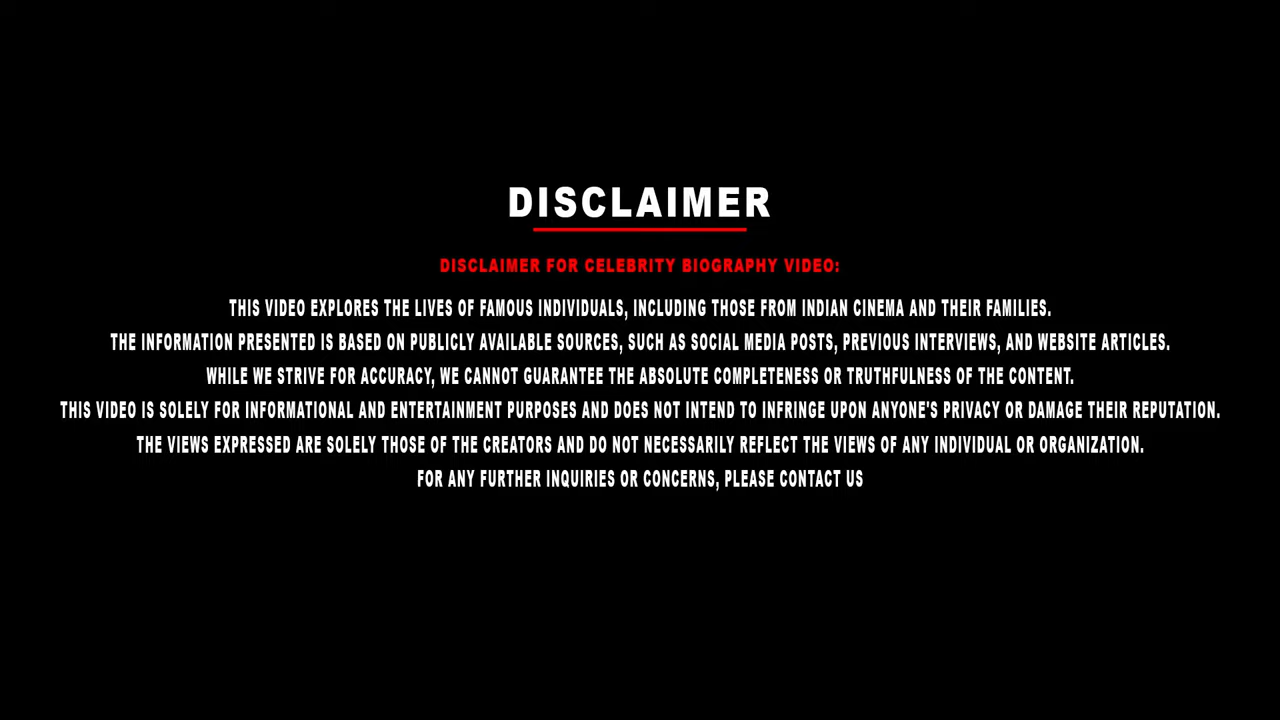 DISCLAIMER
DISCLAIMER FOR CELEBRITY BIOGRAPHY VIDEO:
THIS VIDEO EXPLORES THE LIVES OF FAMOUS INDIVIDUALS, INCLUDING THOSE FROM INDIAN CINEMA AND THEIR FAMILIES.
THE INFORMATION PRESENTED IS BASED ON PUBLICLY AVAILABLE SOURCES, SUCH AS SOCIAL MEDIA POSTS, PREVIOUS INTERVIEWS, AND WEBSITE ARTICLES.
WHILE WE STRIVE FOR ACCURACY, WE CANNOT GUARANTEE THE ABSOLUTE COMPLETENESS OR TRUTHFULNESS OF THE CONTENT.
THIS VIDEO IS SOLELY FOR INFORMATIONAL AND ENTERTAINMENT PURPOSES AND DOES NOT INTEND TO INFRINGE UPON ANYONE'S PRIVACY OR DAMAGE THEIR REPUTATION.
THE VIEWS EXPRESSED ARE SOLELY THOSE OF THE CREATORS AND DO NOT NECESSARILY REFLECT THE VIEWS OF ANY INDIVIDUAL OR ORGANIZATION.
FOR ANY FURTHER INQUIRIES OR CONCERNS, PLEASE CONTACT US